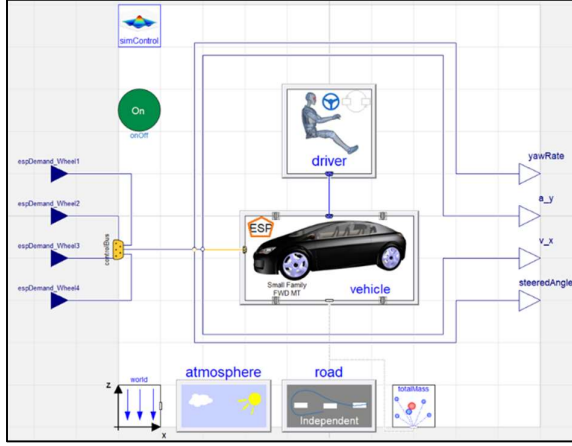 simControl
On
onOff
driver
espDemand_Wheel1
espDemand_Wheel2
espDemand_Wheel3
espDemand_Wheel4
controlBus
ESP
Small Family
FWD MT
vehicle
yawRate
a_y
v_x
steeredAngle
atmosphere
road
world
z
x
Independent
totalMass